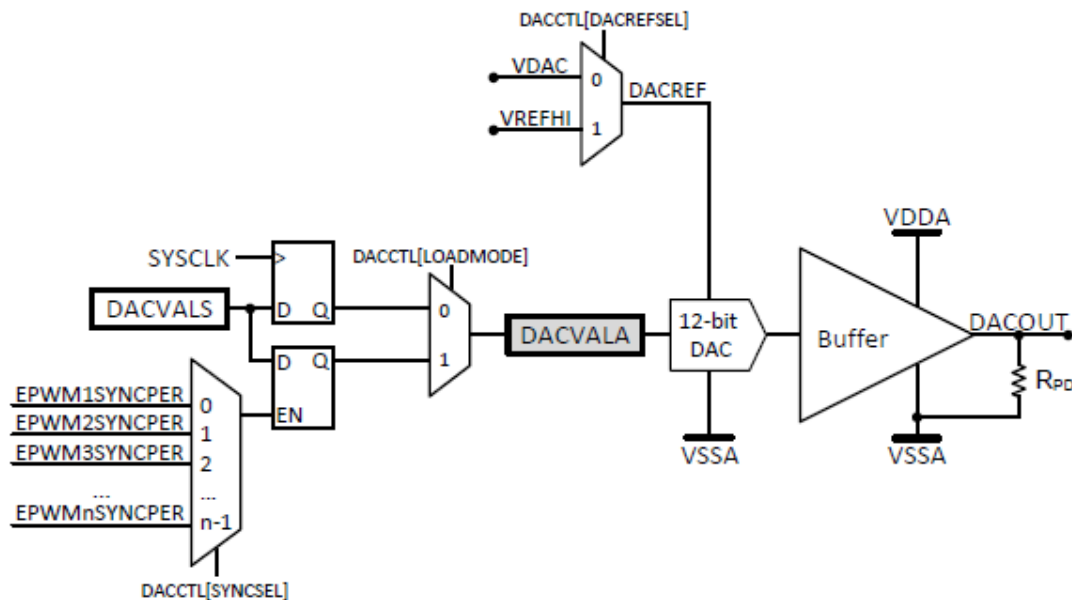 DACCTL[DACREFSEL]
VDAC
0
DACREF
VREFHI
1
VDDA
SYSCLK
>
DACCTL[LOADMODE]
DACVALS
D
Q
0
12-bit
DAC
DACVALA
Buffer
DACOUT
D
Q
1
EN
RPD
EPWM1SYNCPER
0
EPWM2SYNCPER
1
EPWM3SYNCPER
2
VSSA
VSSA
...
...
EPWMnSYNCPER
n-1
DACCTL[SYNCSEL]